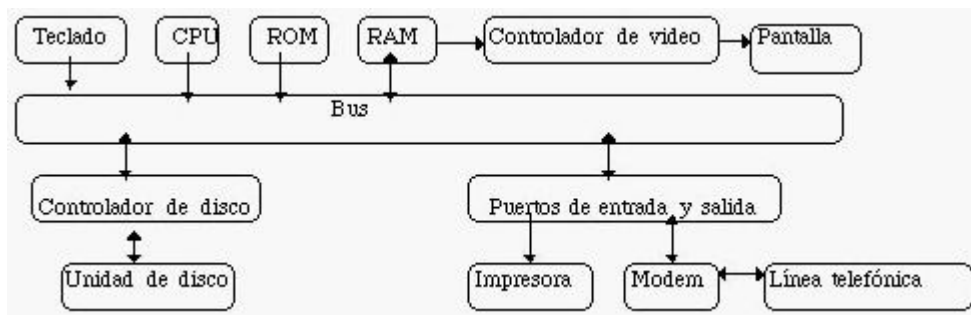 Teclado
CPU
ROM
RAM
Controlador de video
Pantalla
Bus
Controlador de disco
Puertos de entrada y salida
Unidad de disco
Impresora
Modem
Línea telefónica